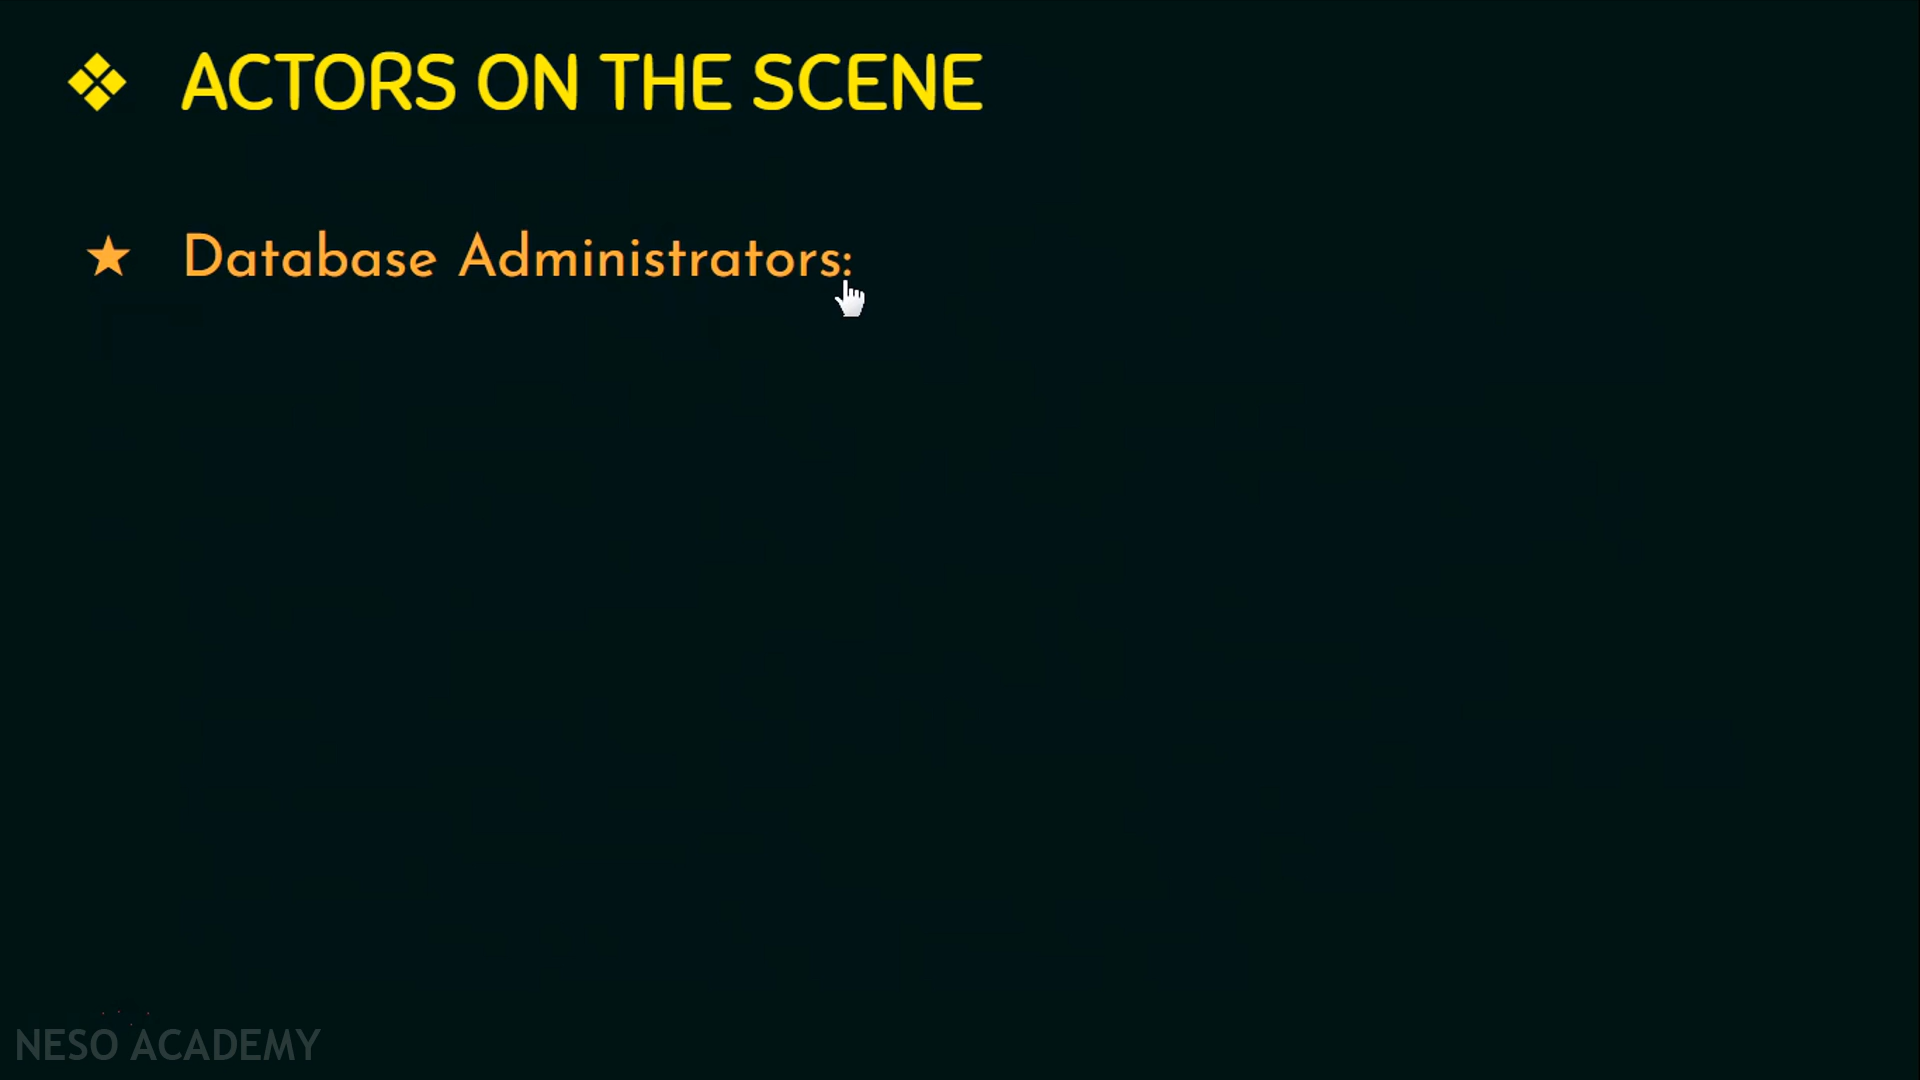 ❖ ACTORS ON THE SCENE
★ Database Administrators:
NESO ACADEMY